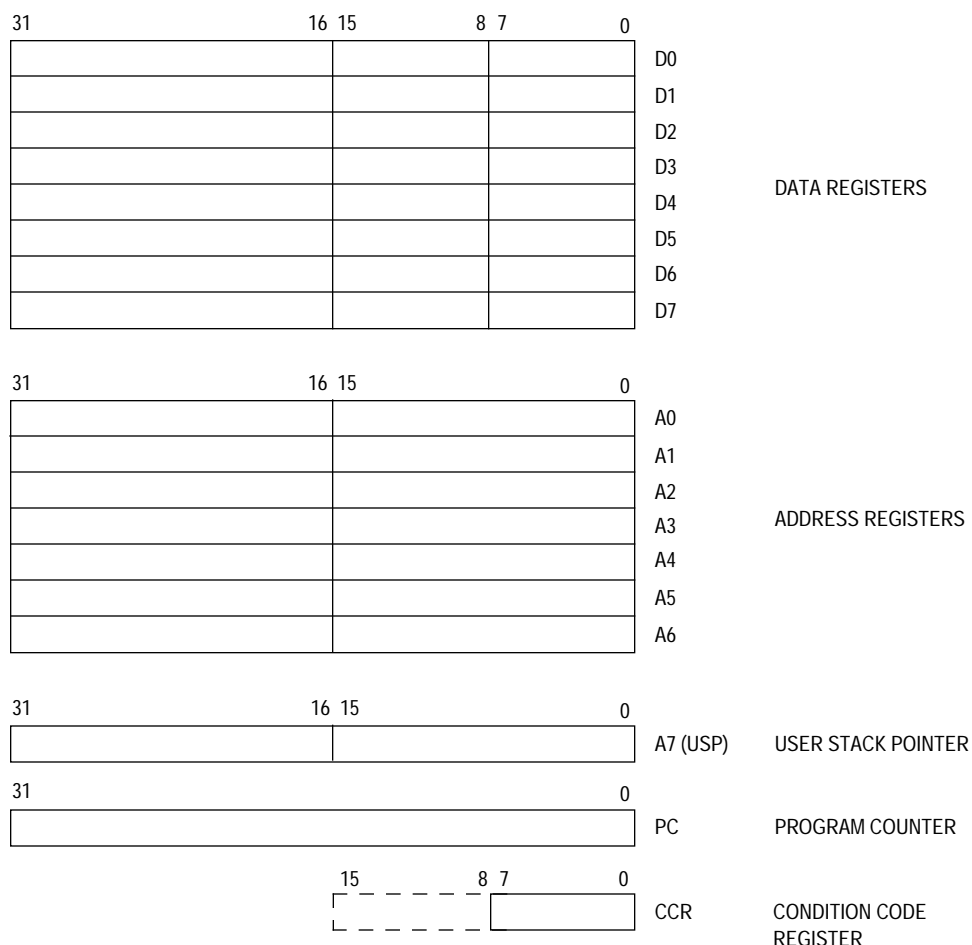 31 16 15 8 7 0
D0
D1
D2
D3
DATA REGISTERS
D4
D5
D6
D7
31 16 15 0
A0
A1
A2
A3 ADDRESS REGISTERS
A4
A5
A6
31 16 15 0
A7 (USP) USER STACK POINTER
31 0
PC PROGRAM COUNTER
15 8 7 0
CCR CONDITION CODE
REGISTER